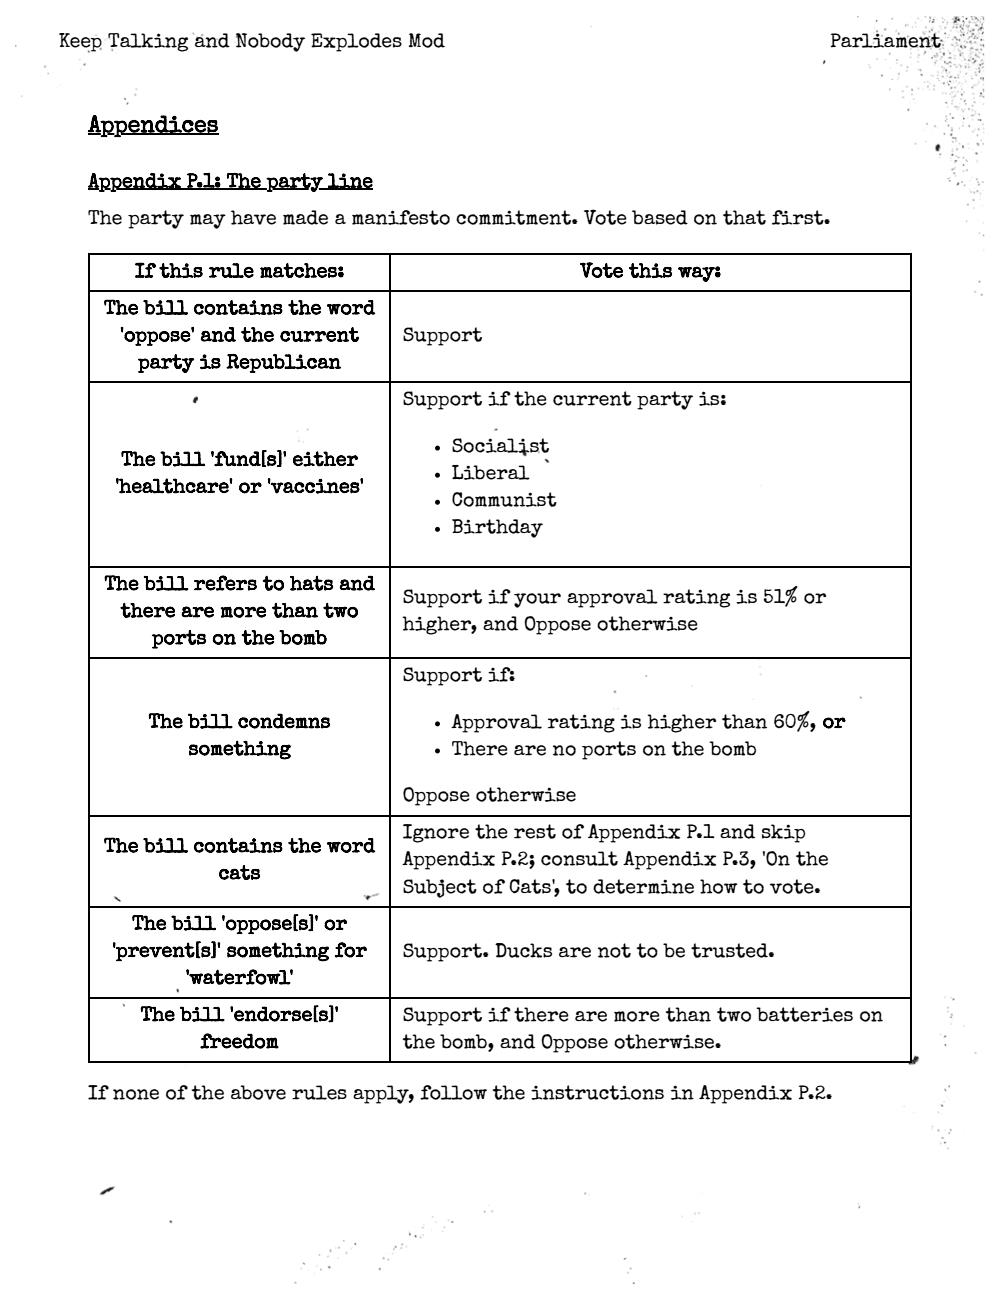 Keep Talking and Nobody Explodes Mod
Parliament
Appendices
Appendix P.1: The party line
The party may have made a manifesto commitment. Vote based on that first.
If this rule matches:
Vote this way:
The bill contains the word
'oppose' and the current
party is Republican
Support
The bill 'fund[s]' either
'healthcare' or 'vaccines'
Support if the current party is:
• Socialist
• Liberal
• Communist
• Birthday
The bill refers to hats and
there are more than two
ports on the bomb
Support if your approval rating is 51% or
higher, and Oppose otherwise
The bill condemns
something
Support if:
• Approval rating is higher than 60%, or
• There are no ports on the bomb
Oppose otherwise
The bill contains the word
cats
Ignore the rest of Appendix P.1 and skip
Appendix P.2; consult Appendix P.3, 'On the
Subject of Cats', to determine how to vote.
The bill 'oppose[s]' or
'prevent[s]' something for
'waterfowl'
Support. Ducks are not to be trusted.
The bill 'endorse[s]'
freedom
Support if there are more than two batteries on
the bomb, and Oppose otherwise.
If none of the above rules apply, follow the instructions in Appendix P.2.